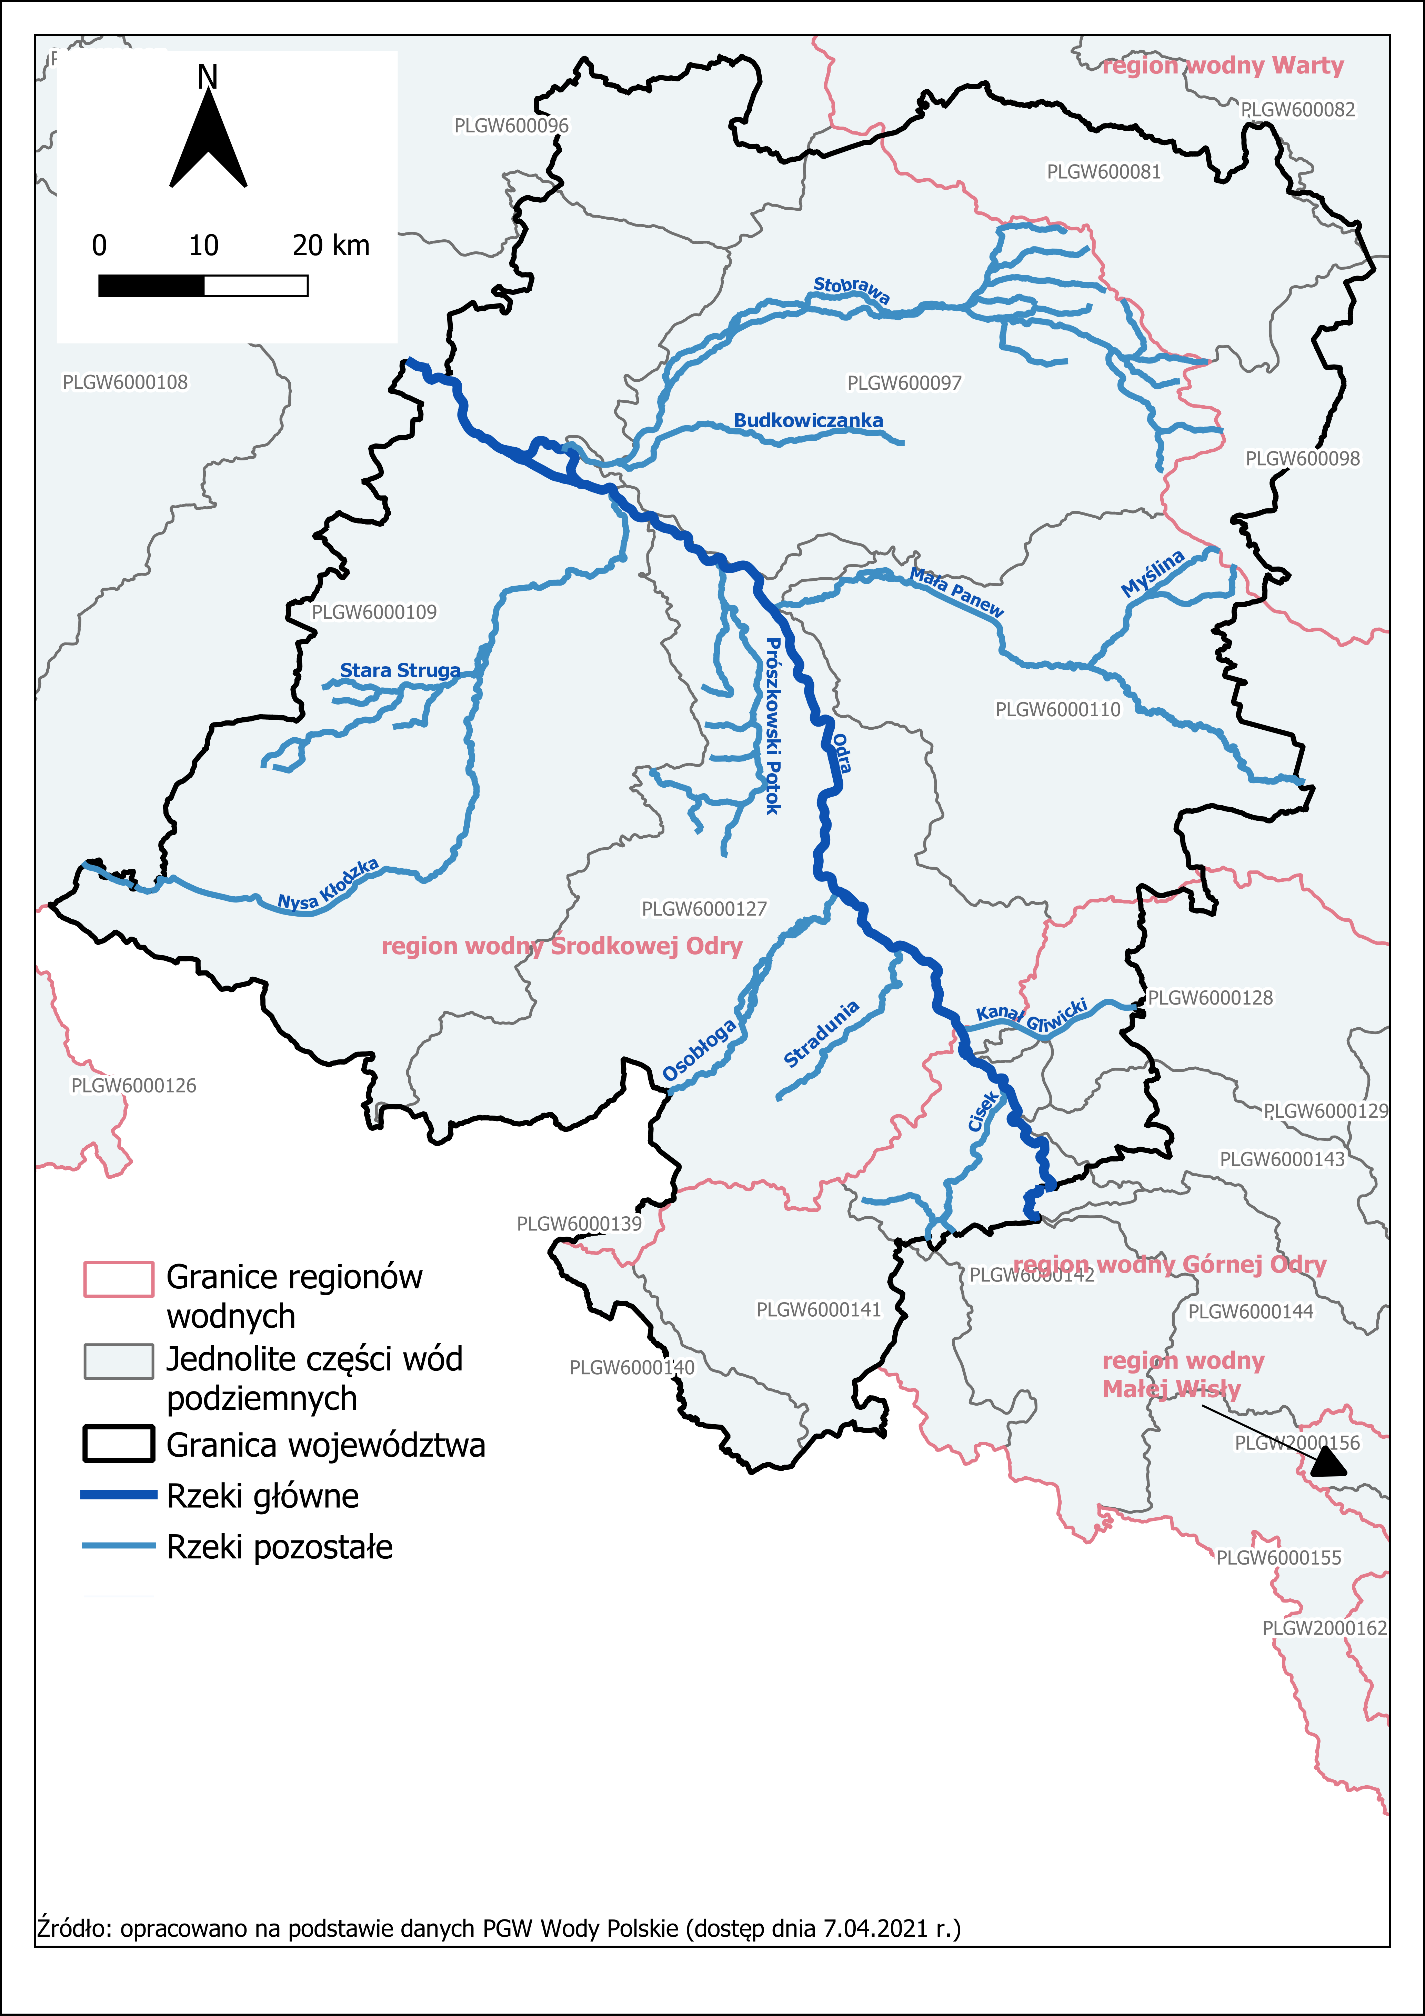 region wodny Warty
N
PLGW600082
PLGW600096
PLGW600081
0 10 20 km
Stobrawa
PLGW6000108
PLGW600097
Budkowiczanka
PLGW600098
Myślina
Mała Panew
PLGW6000109
Stara Struga
Prószkowski Potok
PLGW6000110
Odra
Nysa Kłodzka
PLGW6000127
region wodny Środkowej Odry
PLGW6000128
Kanał Gliwicki
Stradunia
Osobłoga
PLGW6000126
Cisek
PLGW6000129
PLGW6000143
PLGW6000139
region wodny Górnej Odry
PLGW6000142
PLGW6000141
PLGW6000144
PLGW6000140
region wodny
Małej Wisły
PLGW2000156
PLGW6000155
PLGW2000162
Granice regionów
wodnych
Jednolite części wód
podziemnych
Granica województwa
Rzeki główne
Rzeki pozostałe
Źródło: opracowano na podstawie danych PGW Wody Polskie (dostęp dnia 7.04.2021 r.)